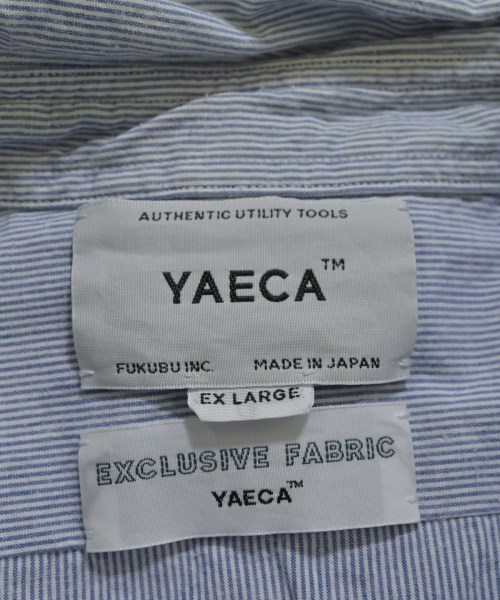 AUTHENTIC UTILITY TOOLS
YAECA™
FUKUBU INC. MADE IN JAPAN
EX LARGE
EXCLUSIVE FABRIC
YAECA™